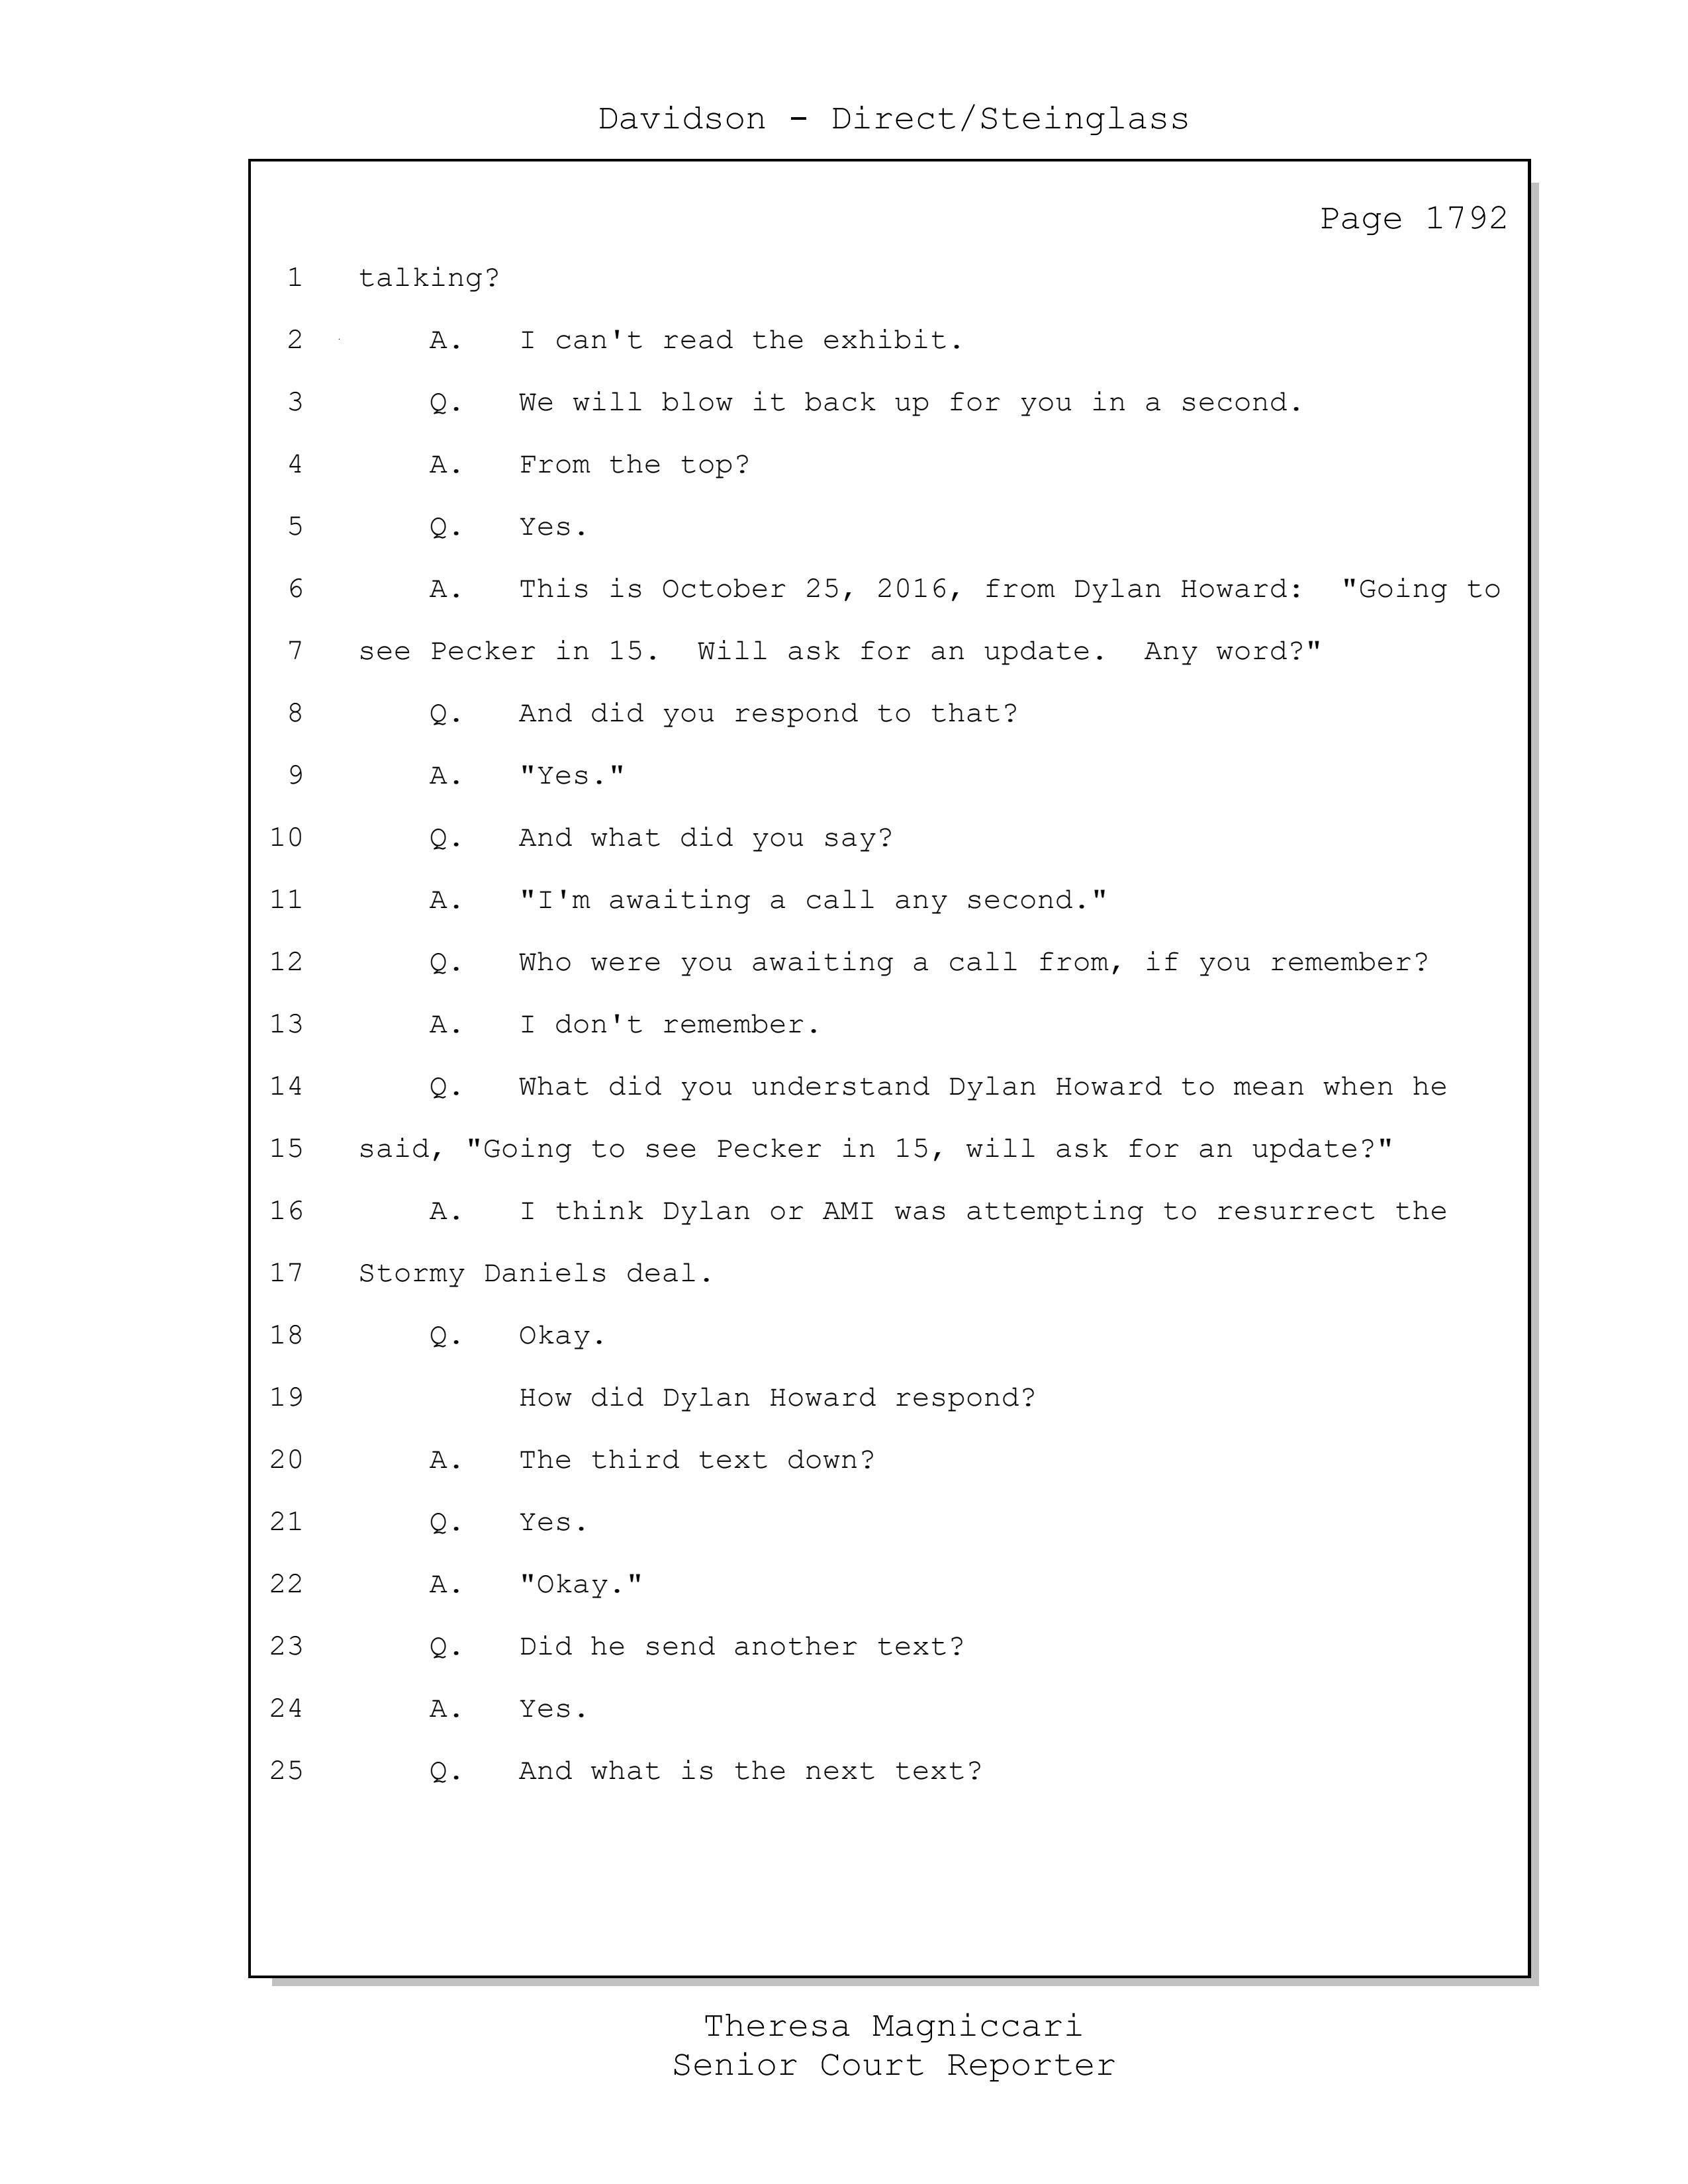 Davidson - Direct/Steinglass
Page 1792
1 talking?
2 A. I can't read the exhibit.
3 Q. We will blow it back up for you in a second.
4 A. From the top?
5 Q. Yes.
6 A. This is October 25, 2016, from Dylan Howard: "Going to
7 see Pecker in 15. Will ask for an update. Any word?"
8 Q. And did you respond to that?
9 A. "Yes."
10 Q. And what did you say?
11 A. "I'm awaiting a call any second."
12 Q. Who were you awaiting a call from, if you remember?
13 A. I don't remember.
14 Q. What did you understand Dylan Howard to mean when he
15 said, "Going to see Pecker in 15, will ask for an update?"
16 A. I think Dylan or AMI was attempting to resurrect the
17 Stormy Daniels deal.
18 Q. Okay.
19 How did Dylan Howard respond?
20 A. The third text down?
21 Q. Yes.
22 A. "Okay."
23 Q. Did he send another text?
24 A. Yes.
25 Q. And what is the next text?
Theresa Magniccari
Senior Court Reporter